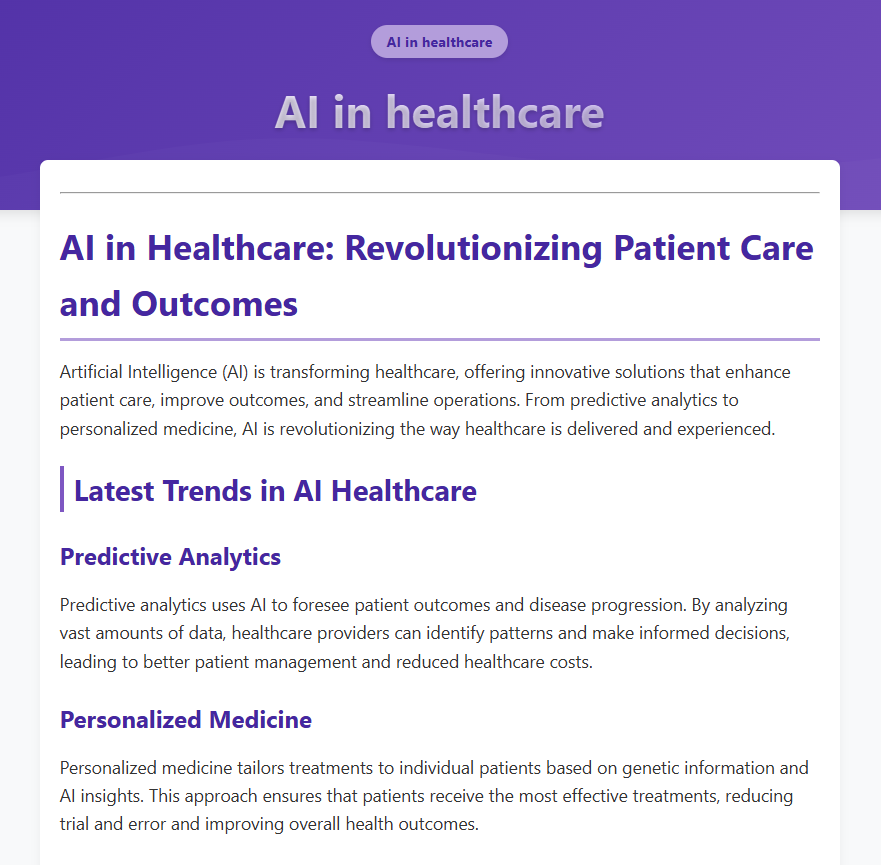 AI in healthcare
AI in healthcare
AI in Healthcare: Revolutionizing Patient Care
and Outcomes
Artificial Intelligence (AI) is transforming healthcare, offering innovative solutions that enhance
patient care, improve outcomes, and streamline operations. From predictive analytics to
personalized medicine, AI is revolutionizing the way healthcare is delivered and experienced.
Latest Trends in AI Healthcare
Predictive Analytics
Predictive analytics uses AI to foresee patient outcomes and disease progression. By analyzing
vast amounts of data, healthcare providers can identify patterns and make informed decisions,
leading to better patient management and reduced healthcare costs.
Personalized Medicine
Personalized medicine tailors treatments to individual patients based on genetic information and
AI insights. This approach ensures that patients receive the most effective treatments, reducing
trial and error and improving overall health outcomes.